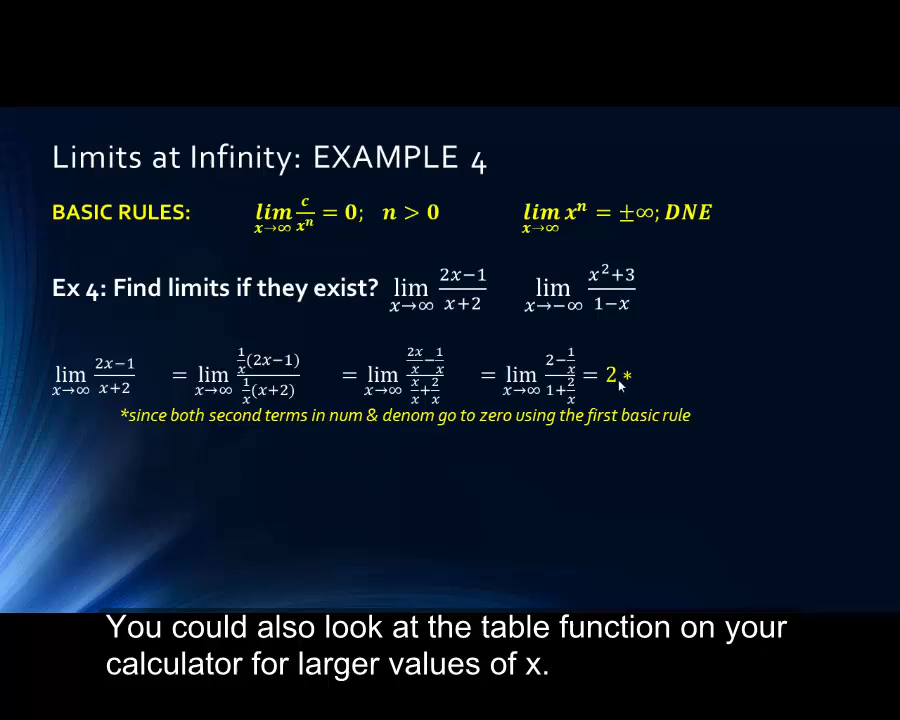 Limits at Infinity: EXAMPLE 4
BASIC RULES: lim x→∞ c/xⁿ = 0; n > 0 lim x→∞ xⁿ = ±∞; DNE
Ex 4: Find limits if they exist? lim x→∞ (2x−1)/(x+2) lim x→−∞ (x²+3)/(1−x)
lim x→∞ (2x−1)/(x+2) = lim x→∞ (1/x(2x−1))/(1/x(x+2)) = lim x→∞ (2x/x − 1/x)/(x/x + 2/x) = lim x→∞ (2 − 1/x)/(1 + 2/x) = 2 *
*since both second terms in num & denom go to zero using the first basic rule
You could also look at the table function on your
calculator for larger values of x.